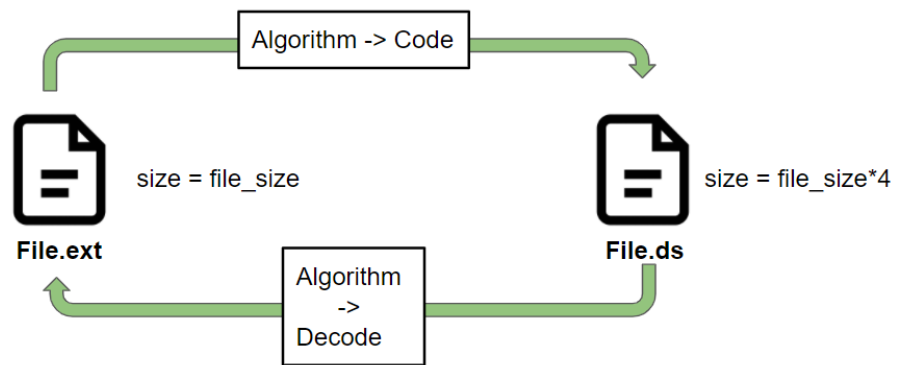 Algorithm -> Code
size = file_size
size = file_size*4
File.ext
File.ds
Algorithm
->
Decode